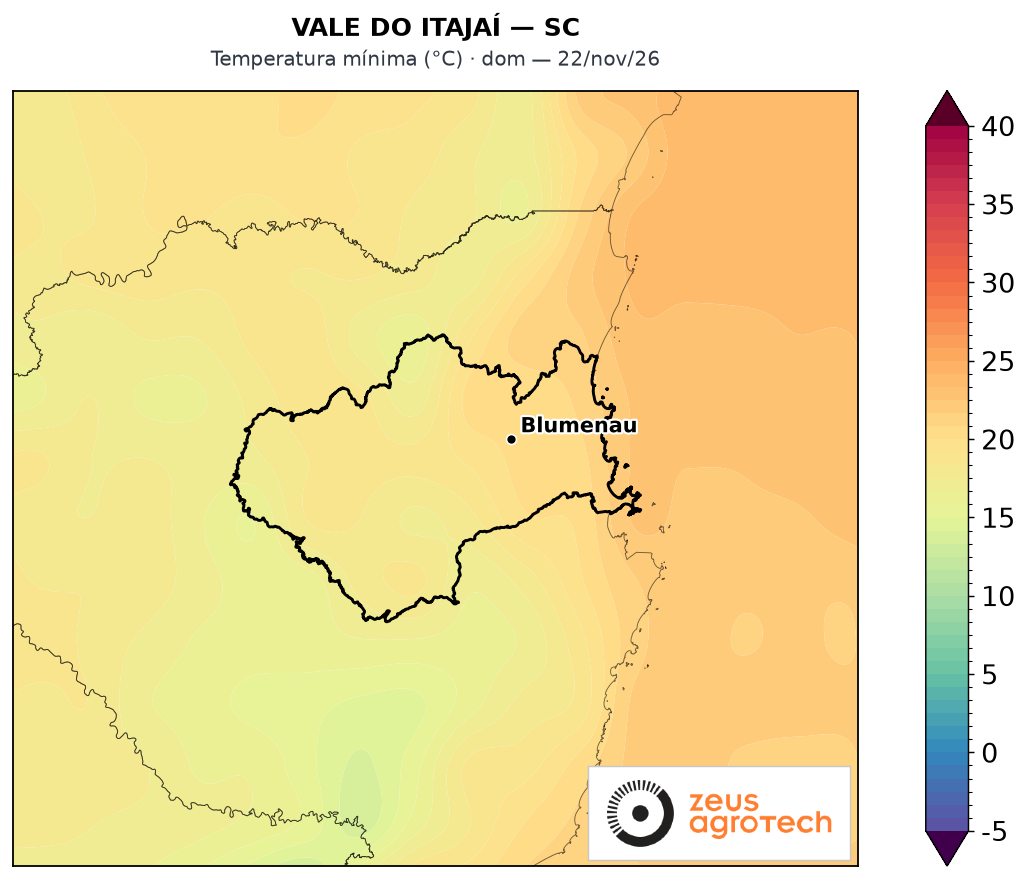 VALE DO ITAJAÍ — SC
Temperatura mínima (°C) · dom — 22/nov/26
Blumenau
40
35
30
25
20
15
10
5
0
-5
zeus
agrotech